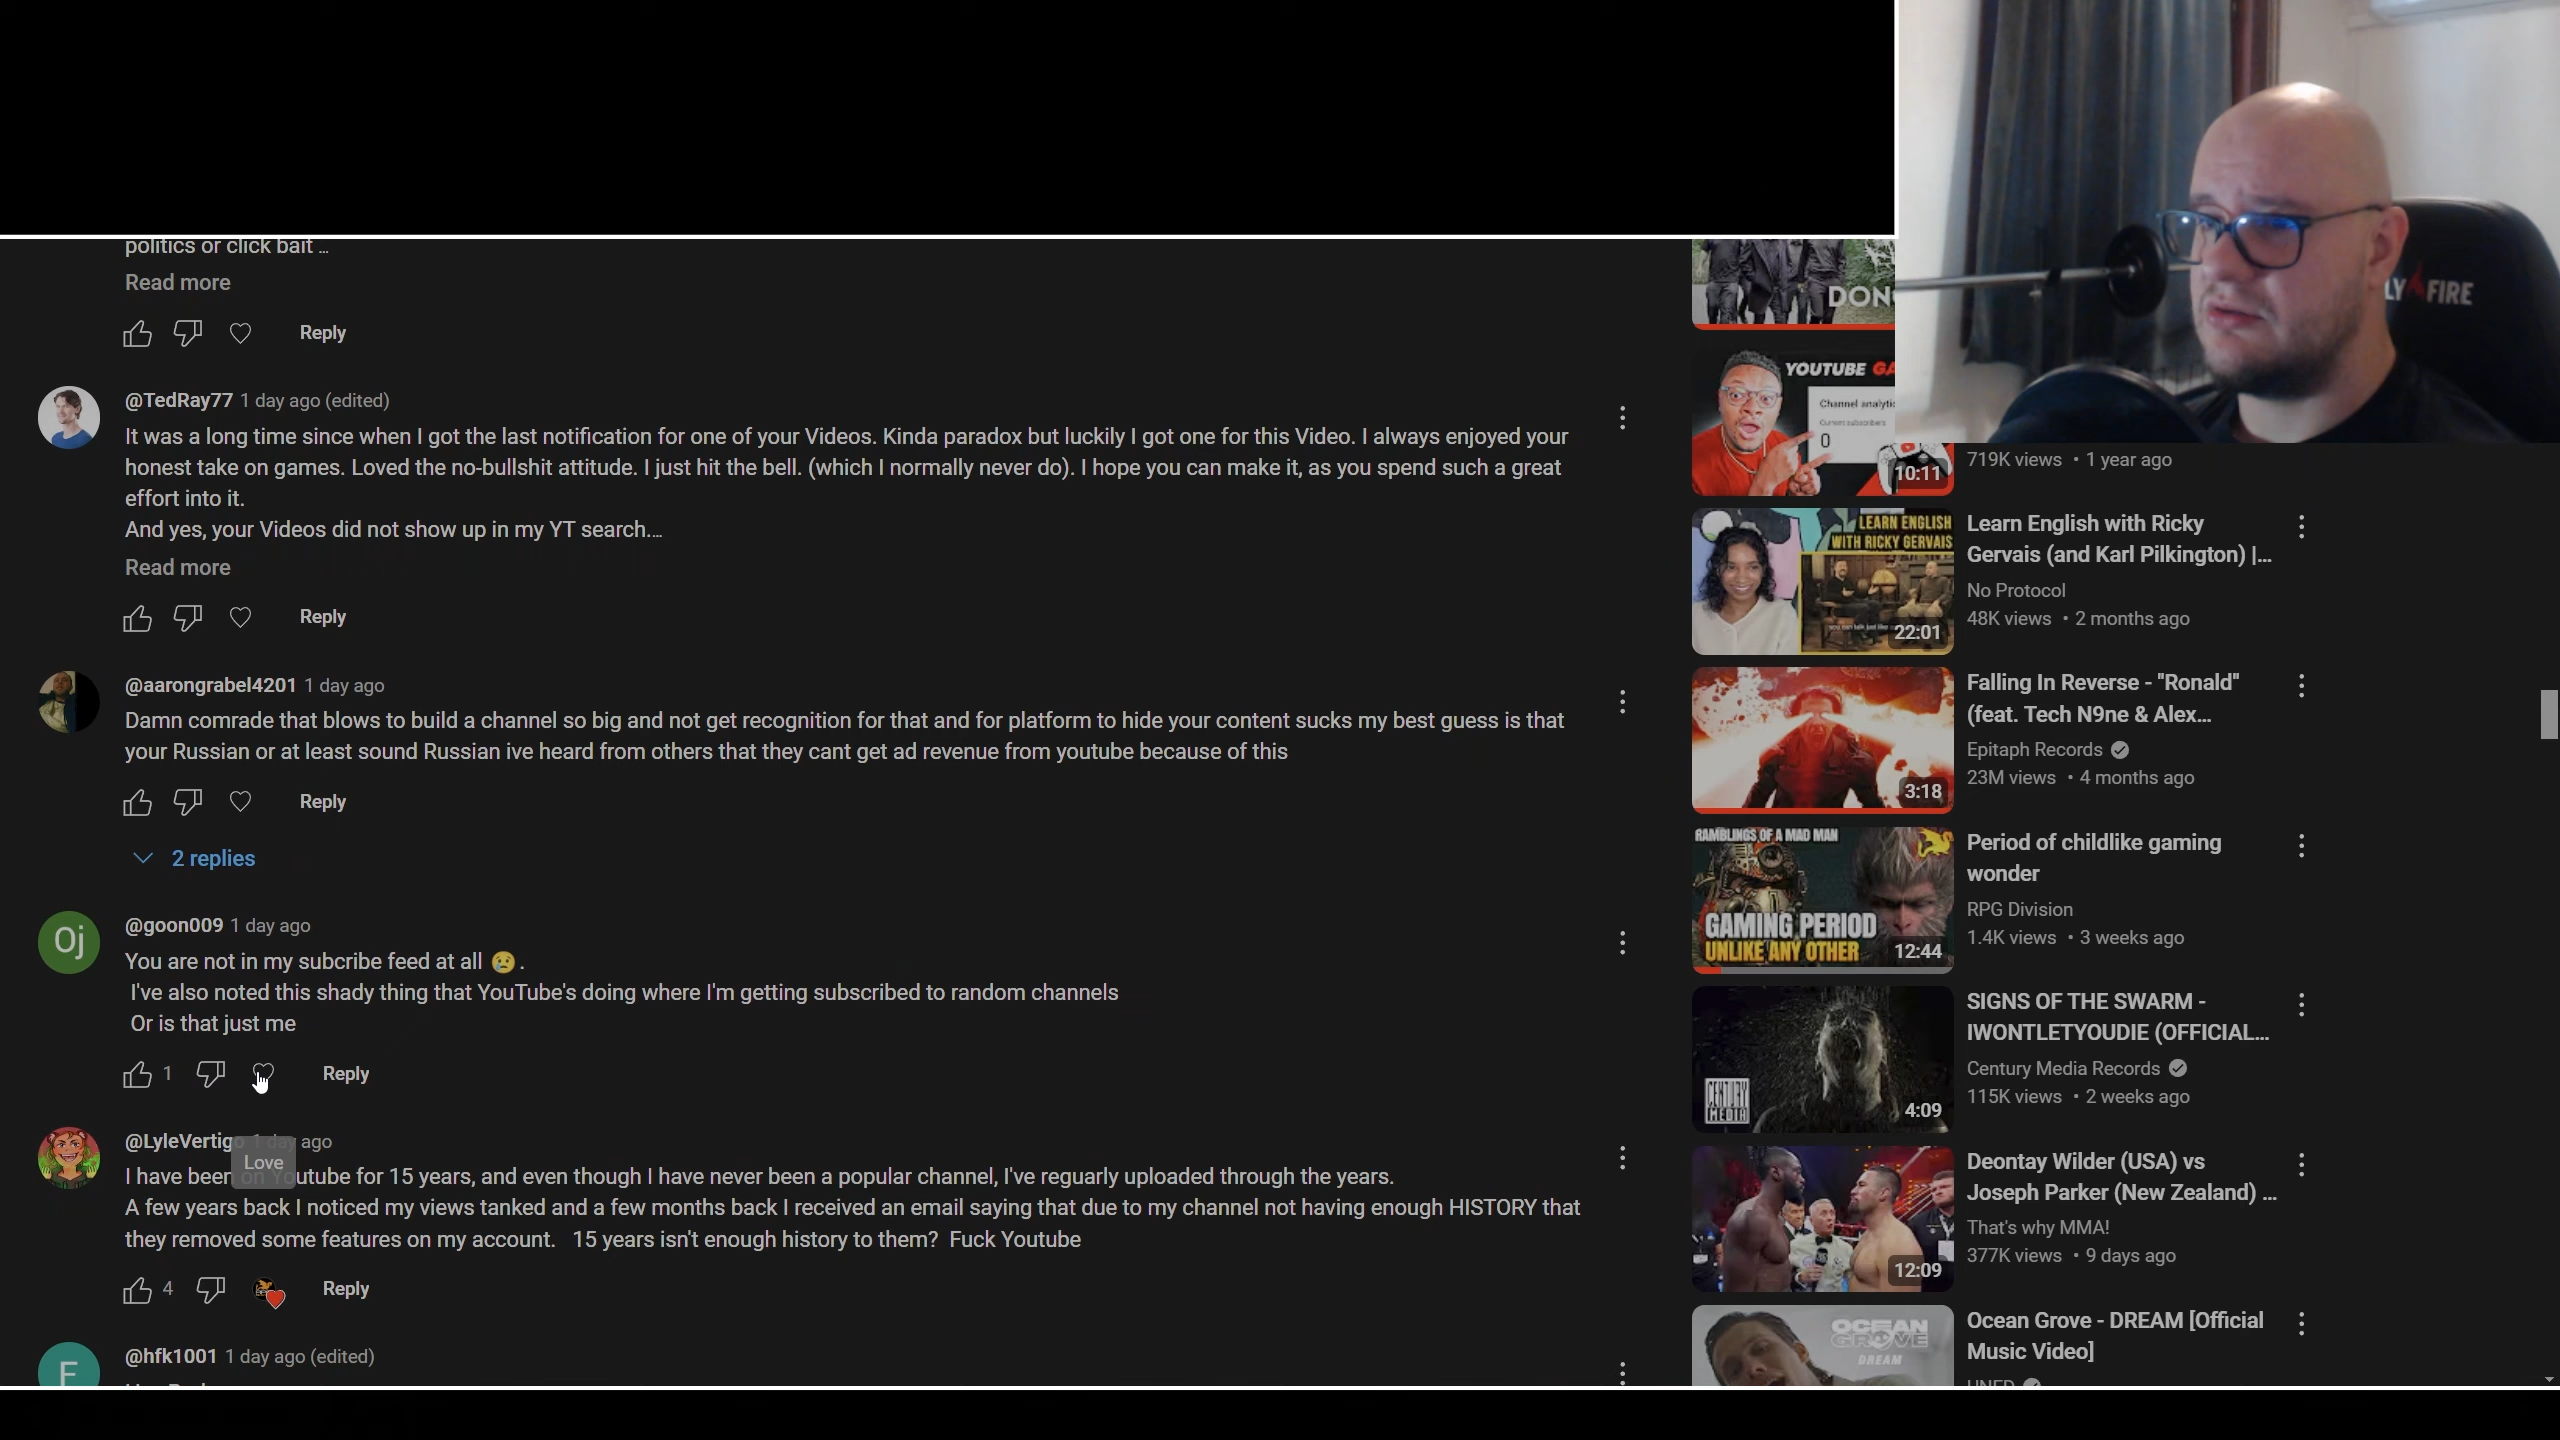 politics or click bait ...
Read more
Reply
@TedRay77 1 day ago (edited)
It was a long time since when I got the last notification for one of your Videos. Kinda paradox but luckily I got one for this Video. I always enjoyed your
honest take on games. Loved the no-bullshit attitude. I just hit the bell. (which I normally never do). I hope you can make it, as you spend such a great
effort into it.
And yes, your Videos did not show up in my YT search...
Read more
Reply
@aarongrabel4201 1 day ago
Damn comrade that blows to build a channel so big and not get recognition for that and for platform to hide your content sucks my best guess is that
your Russian or at least sound Russian ive heard from others that they cant get ad revenue from youtube because of this
Reply
2 replies
Oj
@goon009 1 day ago
You are not in my subcribe feed at all 😢.
I've also noted this shady thing that YouTube's doing where I'm getting subscribed to random channels
Or is that just me
1
Reply
@LyleVertigo 1 day ago
Love
I have been on Youtube for 15 years, and even though I have never been a popular channel, I've reguarly uploaded through the years.
A few years back I noticed my views tanked and a few months back I received an email saying that due to my channel not having enough HISTORY that
they removed some features on my account. 15 years isn't enough history to them? Fuck Youtube
4
Reply
F
@hfk1001 1 day ago (edited)
DON
YOUTUBE GA
Channel analytic
Current subscribers
0
10:11
719K views • 1 year ago
LEARN ENGLISH
WITH RICKY GERVAIS
22:01
Learn English with Ricky
Gervais (and Karl Pilkington) |...
No Protocol
48K views • 2 months ago
3:18
Falling In Reverse - "Ronald"
(feat. Tech N9ne & Alex...
Epitaph Records
23M views • 4 months ago
RAMBLINGS OF A MAD MAN
GAMING PERIOD
UNLIKE ANY OTHER
12:44
Period of childlike gaming
wonder
RPG Division
1.4K views • 3 weeks ago
CENTURY
MEDIA
4:09
SIGNS OF THE SWARM -
IWONTLETYOUDIE (OFFICIAL...
Century Media Records
115K views • 2 weeks ago
12:09
Deontay Wilder (USA) vs
Joseph Parker (New Zealand) ...
That's why MMA!
377K views • 9 days ago
OCEAN
GROVE
DREAM
Ocean Grove - DREAM [Official
Music Video]
UNFD
LY FIRE